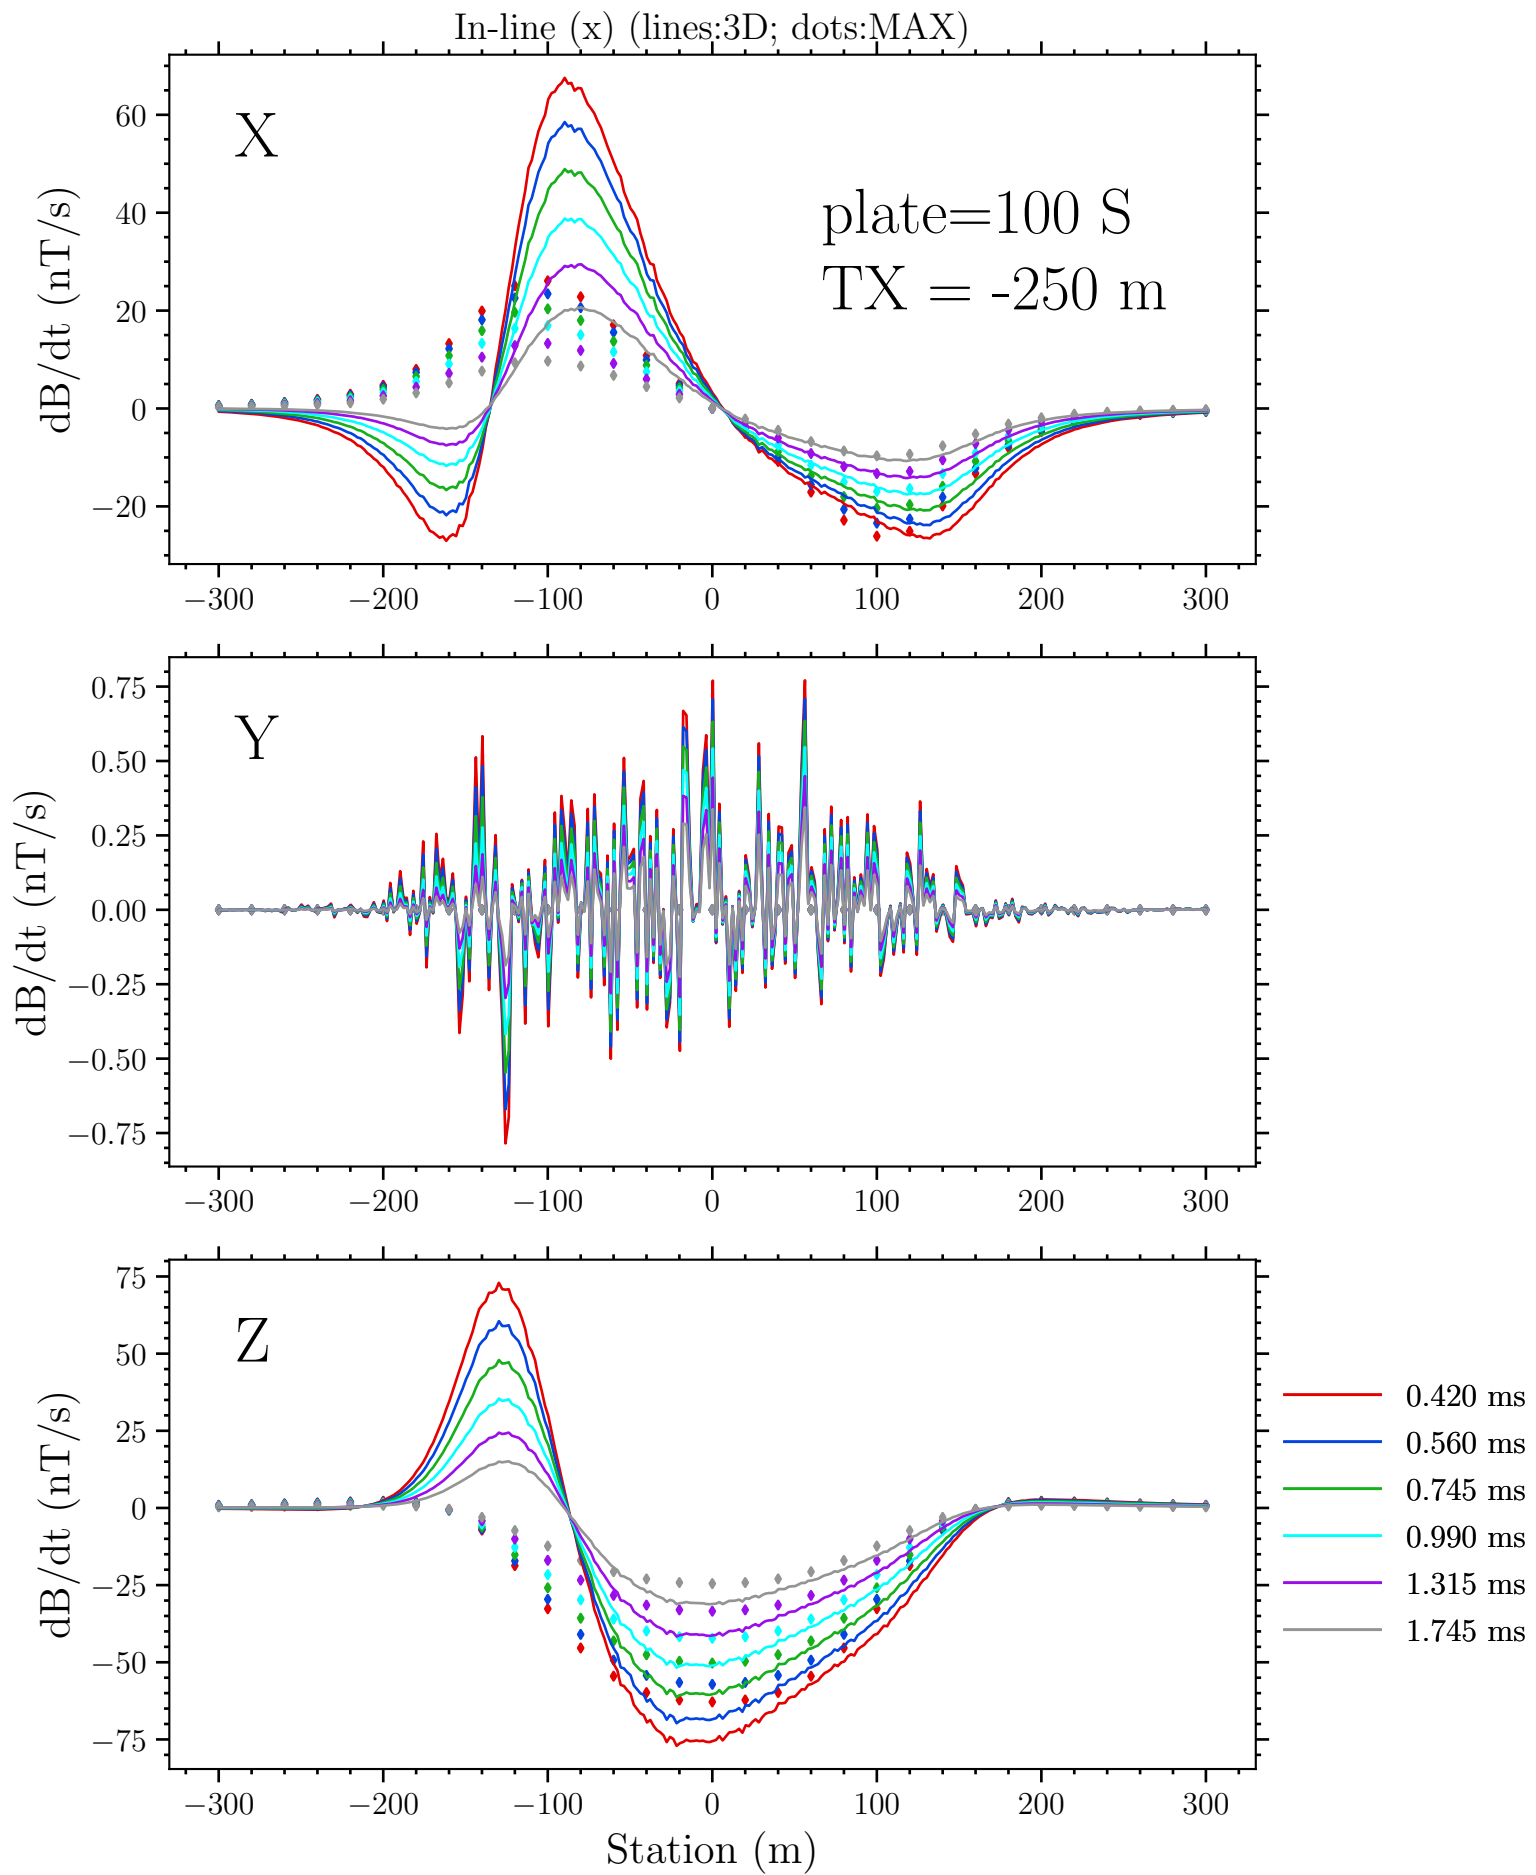 In-line (x) (lines:3D; dots:MAX)
X
plate=100 S
TX = -250 m
dB/dt (nT/s)
60
40
20
0
−20
−300 −200 −100 0 100 200 300
Y
dB/dt (nT/s)
0.75
0.50
0.25
0.00
−0.25
−0.50
−0.75
−300 −200 −100 0 100 200 300
Z
dB/dt (nT/s)
75
50
25
0
−25
−50
−75
−300 −200 −100 0 100 200 300
Station (m)
0.420 ms
0.560 ms
0.745 ms
0.990 ms
1.315 ms
1.745 ms